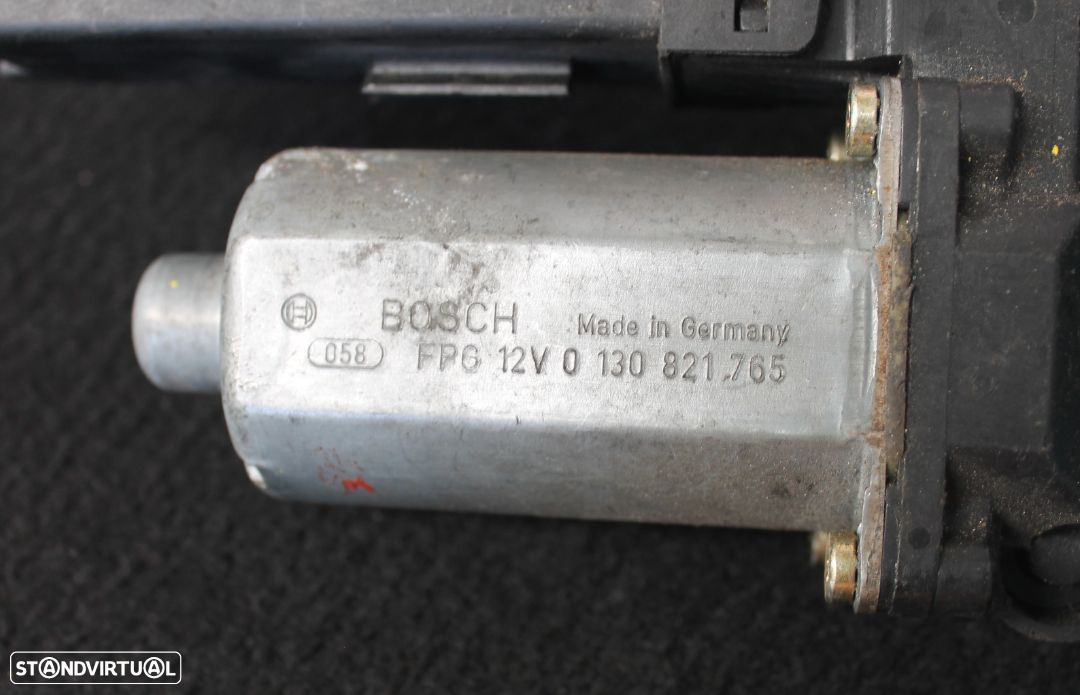 BOSCH Made in Germany
058 FPG 12V 0 130 821.765
STANDVIRTUAL